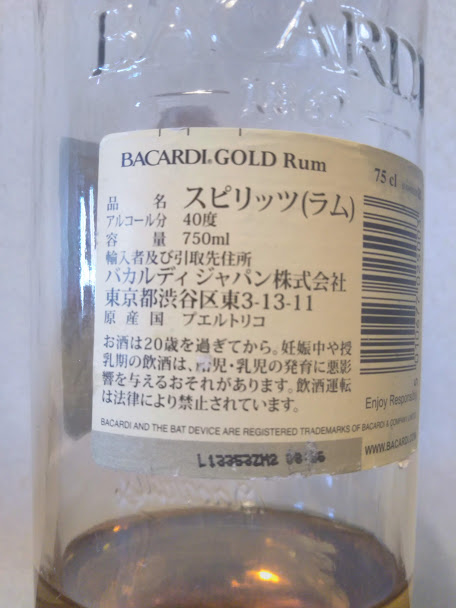 BACARDI
BACARDI® GOLD Rum
75 cl
品 名 スピリッツ(ラム)
アルコール分 40度
容 量 750ml
輸入者及び引取先住所
バカルディ ジャパン株式会社
東京都渋谷区東3-13-11
原 産 国 プエルトリコ
お酒は20歳を過ぎてから。妊娠中や授
乳期の飲酒は、胎児・乳児の発育に悪影
響を与えるおそれがあります。飲酒運転
は法律により禁止されています。
Enjoy Respons
BACARDI AND THE BAT DEVICE ARE REGISTERED TRADEMARKS OF BACARDI & COMPANY
WWW.BACARDI